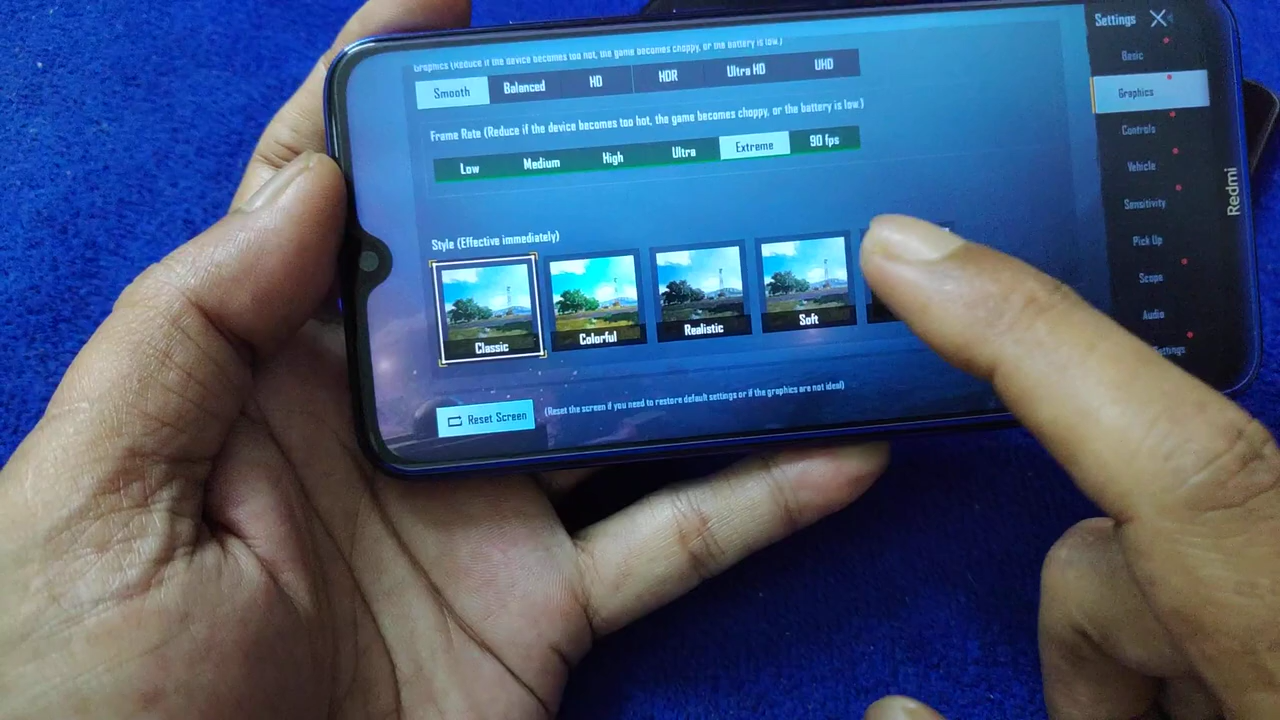 Graphics (Reduce if the device becomes too hot, the game becomes choppy, or the battery is low.)
Smooth Balanced HD HDR Ultra HD UHD
Frame Rate (Reduce if the device becomes too hot, the game becomes choppy, or the battery is low.)
Low Medium High Ultra Extreme 90 fps
Style (Effective immediately)
Classic Colorful Realistic Soft
Reset Screen (Reset the screen if you need to restore default settings or if the graphics are not ideal)
Settings
Basic
Graphics
Controls
Vehicle
Sensitivity
Pick Up
Scope
Audio
Settings
Redmi